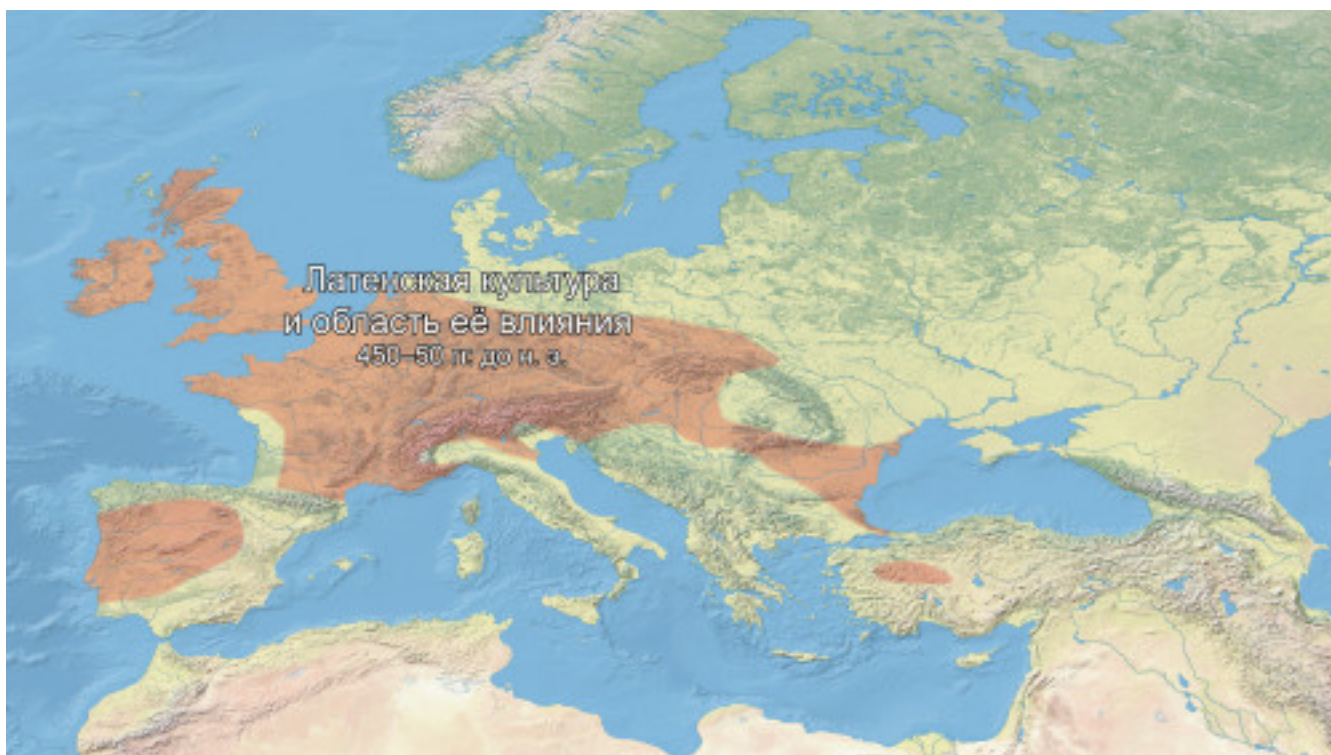 Латенская культура
и область её влияния
450–50 гг. до н. э.